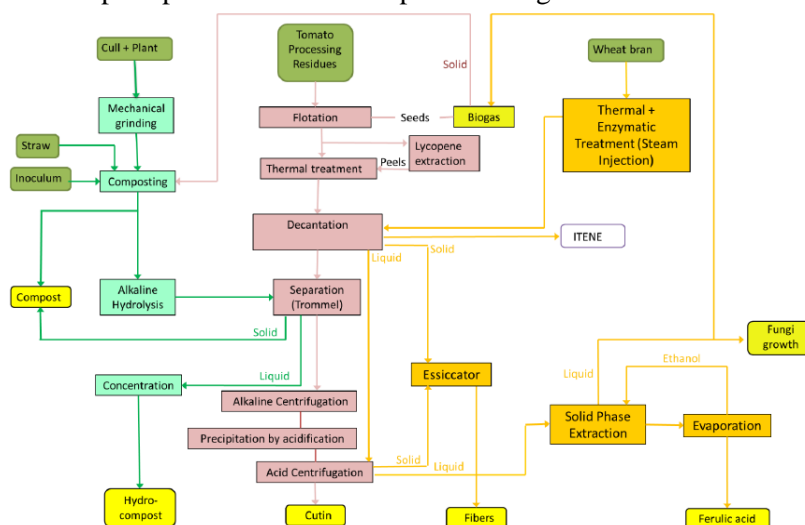 Cull + Plant
Tomato
Processing
Residues
Solid
Wheat bran
Mechanical
grinding
Flotation
Seeds
Biogas
Thermal +
Enzymatic
Treatment (Steam
Injection)
Straw
Lycopene
extraction
Inoculum
Composting
Thermal treatment
Peels
Decantation
ITENE
Solid
Liquid
Compost
Alkaline
Hydrolysis
Separation
(Trommel)
Solid
Fungi
growth
Liquid
Ethanol
Concentration
Liquid
Essiccator
Alkaline Centrifugation
Solid Phase
Extraction
Evaporation
Precipitation by acidification
Solid
Liquid
Acid Centrifugation
Hydro-
compost
Cutin
Fibers
Ferulic acid